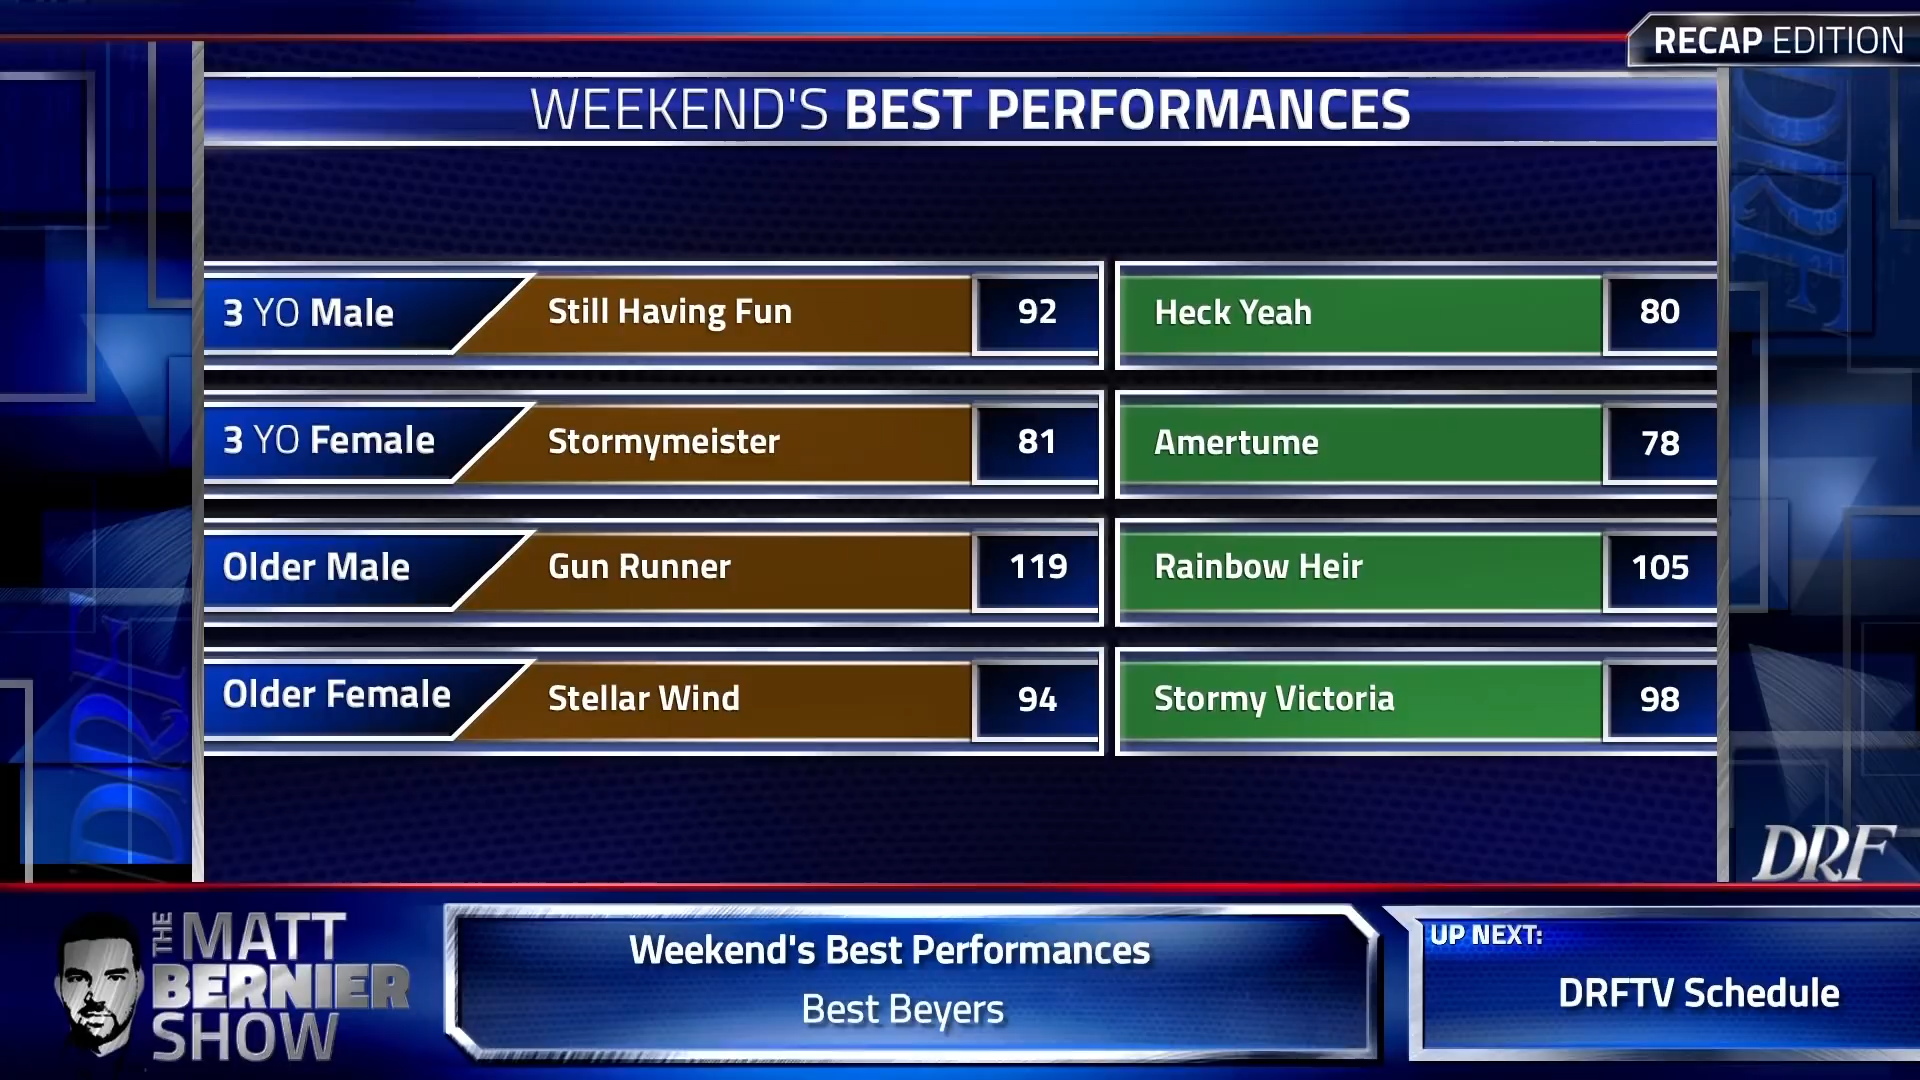 RECAP EDITION
WEEKEND'S BEST PERFORMANCES
3 YO Male Still Having Fun 92 Heck Yeah 80
3 YO Female Stormymeister 81 Amertume 78
Older Male Gun Runner 119 Rainbow Heir 105
Older Female Stellar Wind 94 Stormy Victoria 98
DRF
DRF
DRF
THE MATT BERNIER SHOW
Weekend's Best Performances
Best Beyers
UP NEXT:
DRFTV Schedule